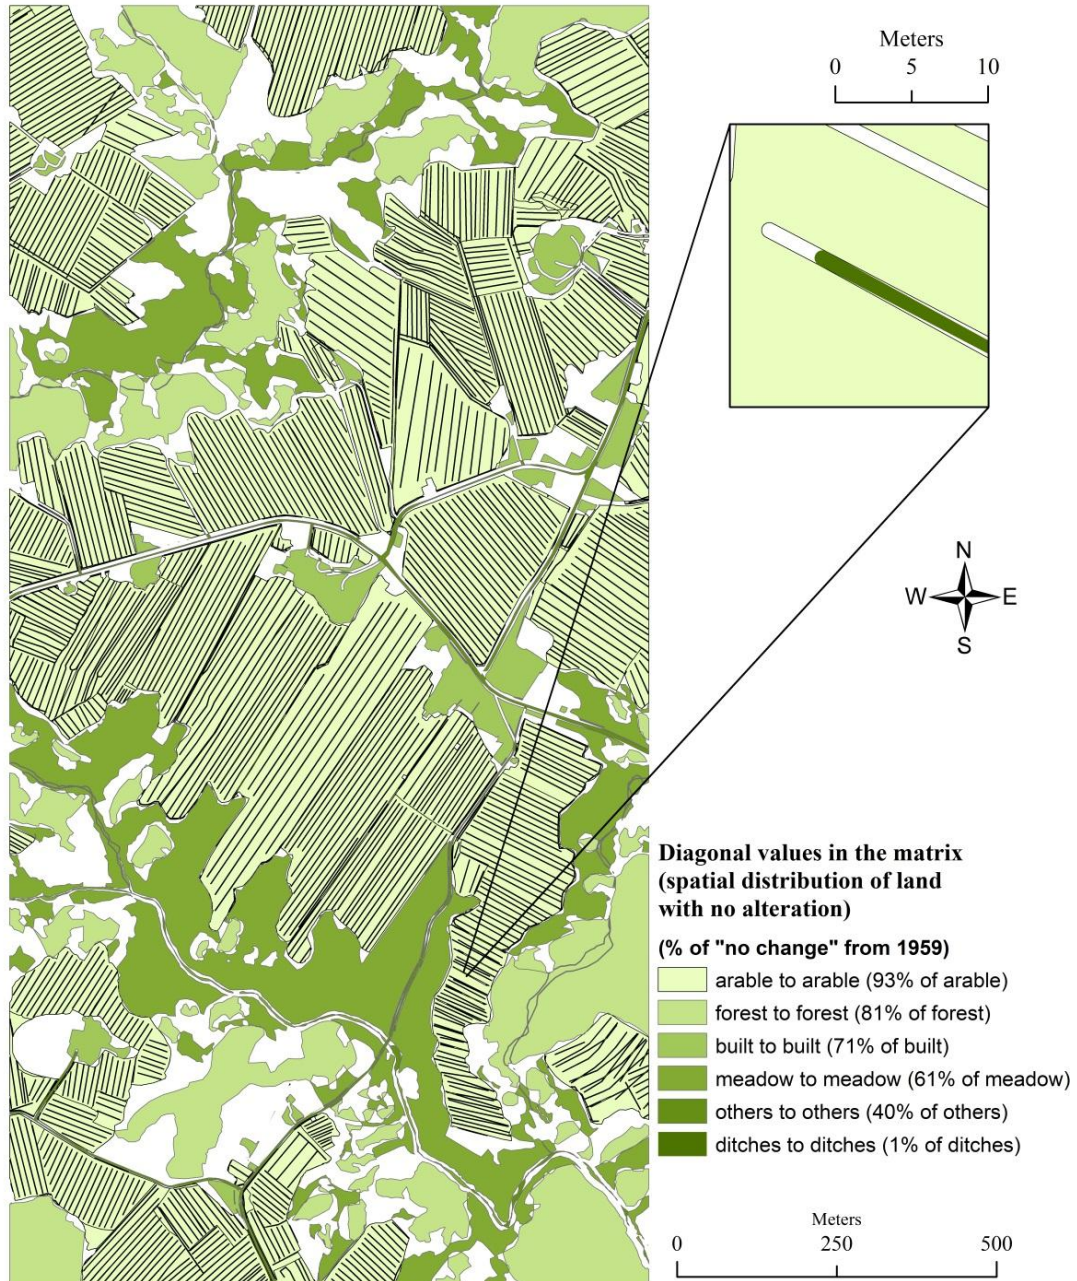 Meters
0 5 10
N
W E
S
Diagonal values in the matrix
(spatial distribution of land
with no alteration)
(% of "no change" from 1959)
arable to arable (93% of arable)
forest to forest (81% of forest)
built to built (71% of built)
meadow to meadow (61% of meadow)
others to others (40% of others)
ditches to ditches (1% of ditches)
Meters
0 250 500